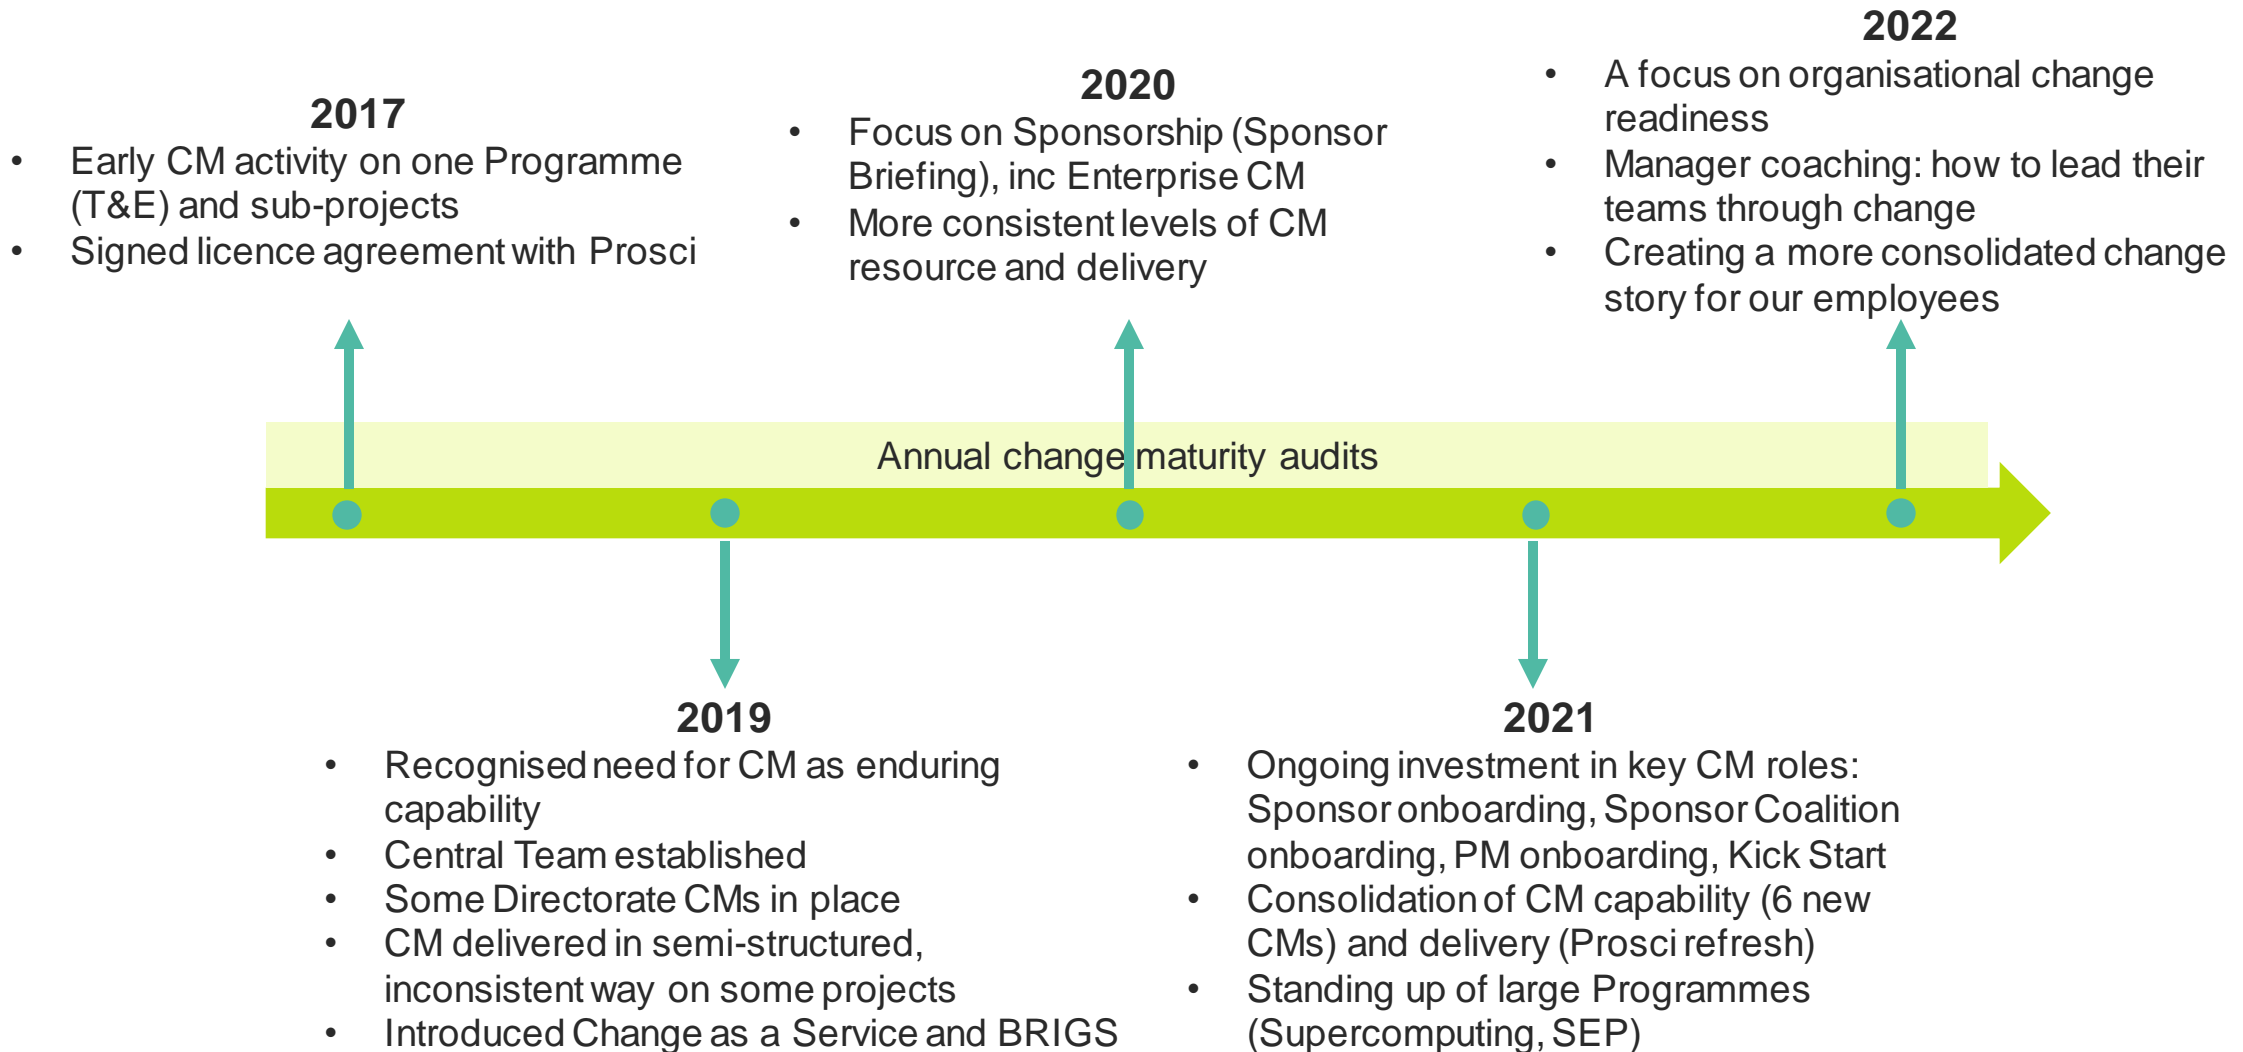 2017
• Early CM activity on one Programme
(T&E) and sub-projects
• Signed licence agreement with Prosci
2020
• Focus on Sponsorship (Sponsor
Briefing), inc Enterprise CM
• More consistent levels of CM
resource and delivery
2022
• A focus on organisational change
readiness
• Manager coaching: how to lead their
teams through change
• Creating a more consolidated change
story for our employees
Annual change maturity audits
2019
• Recognised need for CM as enduring
capability
• Central Team established
• Some Directorate CMs in place
• CM delivered in semi-structured,
inconsistent way on some projects
• Introduced Change as a Service and BRIGS
2021
• Ongoing investment in key CM roles:
Sponsor onboarding, Sponsor Coalition
onboarding, PM onboarding, Kick Start
• Consolidation of CM capability (6 new
CMs) and delivery (Prosci refresh)
• Standing up of large Programmes
(Supercomputing, SEP)